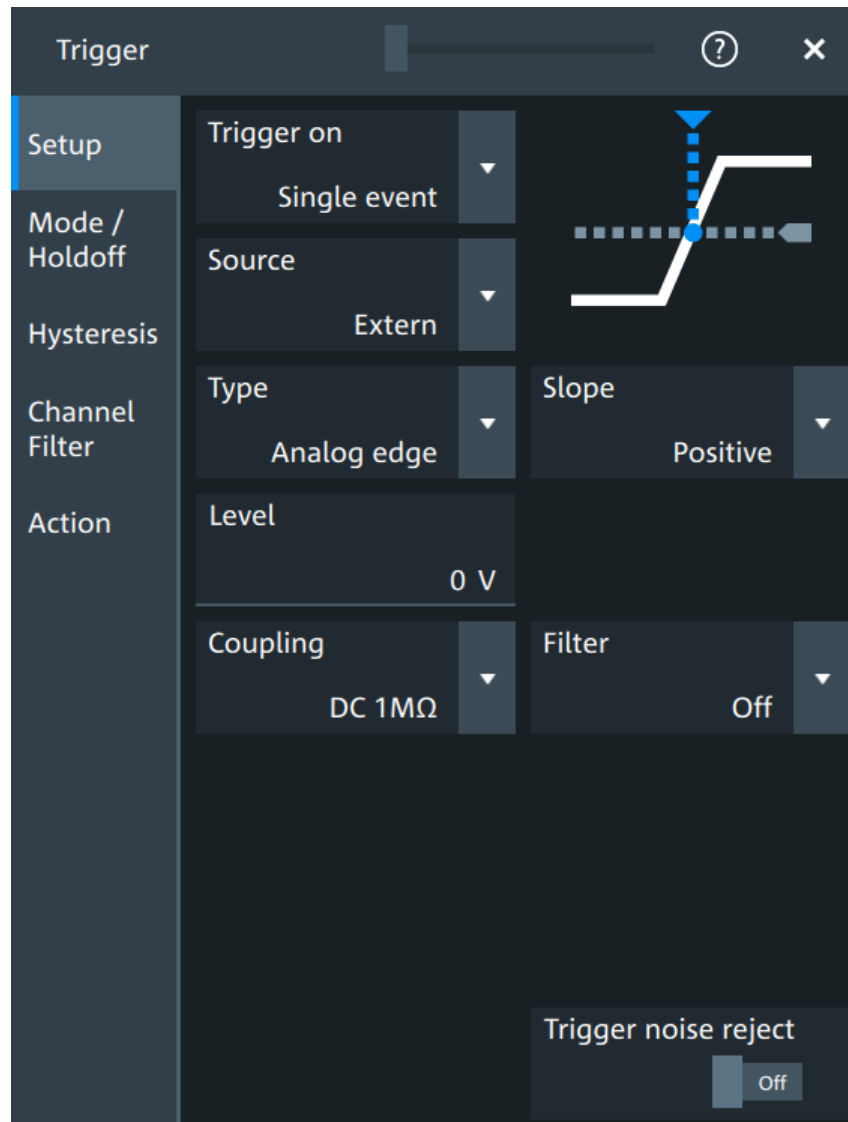 Trigger
?
Setup
Mode /
Holdoff
Hysteresis
Channel
Filter
Action
Trigger on
Single event
Source
Extern
Type
Analog edge
Slope
Positive
Level
0 V
Coupling
DC 1MΩ
Filter
Off
Trigger noise reject
Off